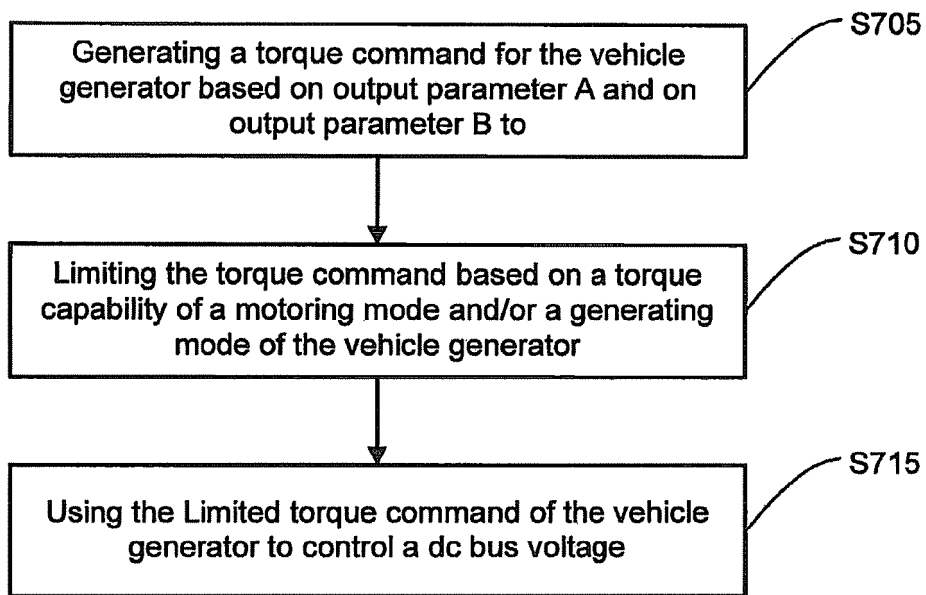 Generating a torque command for the vehicle
generator based on output parameter A and on
output parameter B to
S705
Limiting the torque command based on a torque
capability of a motoring mode and/or a generating
mode of the vehicle generator
S710
Using the Limited torque command of the vehicle
generator to control a dc bus voltage
S715